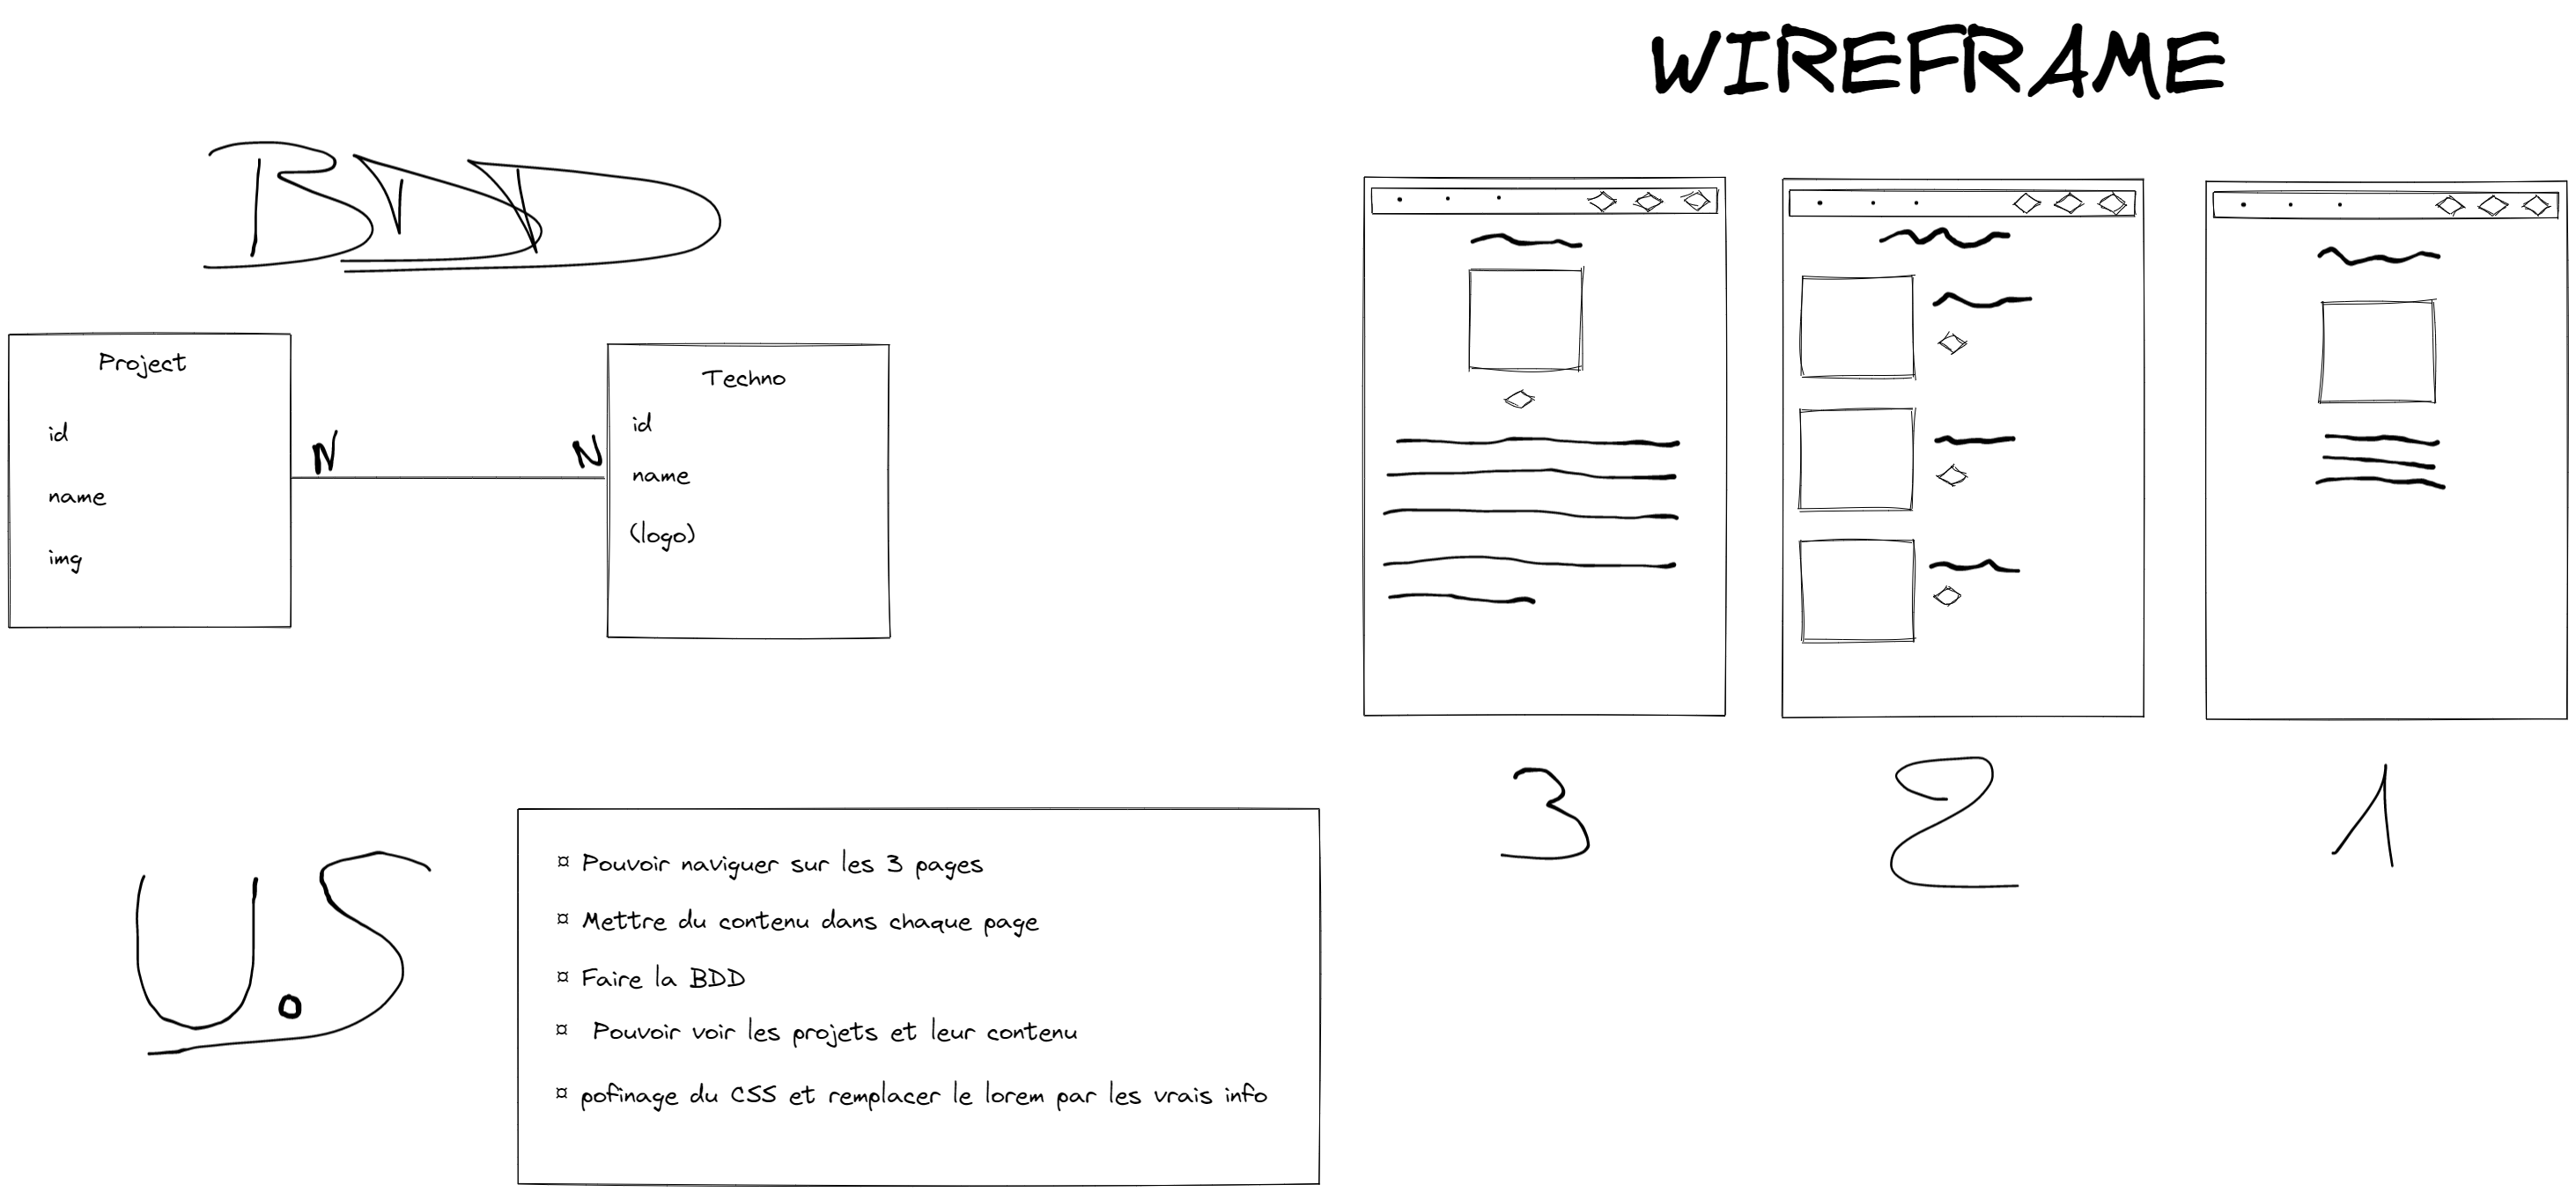 WIREFRAME
BDD
Project
id
name
img
N
N
Techno
id
name
(logo)
3
2
1
U.S
¤ Pouvoir naviguer sur les 3 pages
¤ Mettre du contenu dans chaque page
¤ Faire la BDD
¤ Pouvoir voir les projets et leur contenu
¤ pofinage du CSS et remplacer le lorem par les vrais info